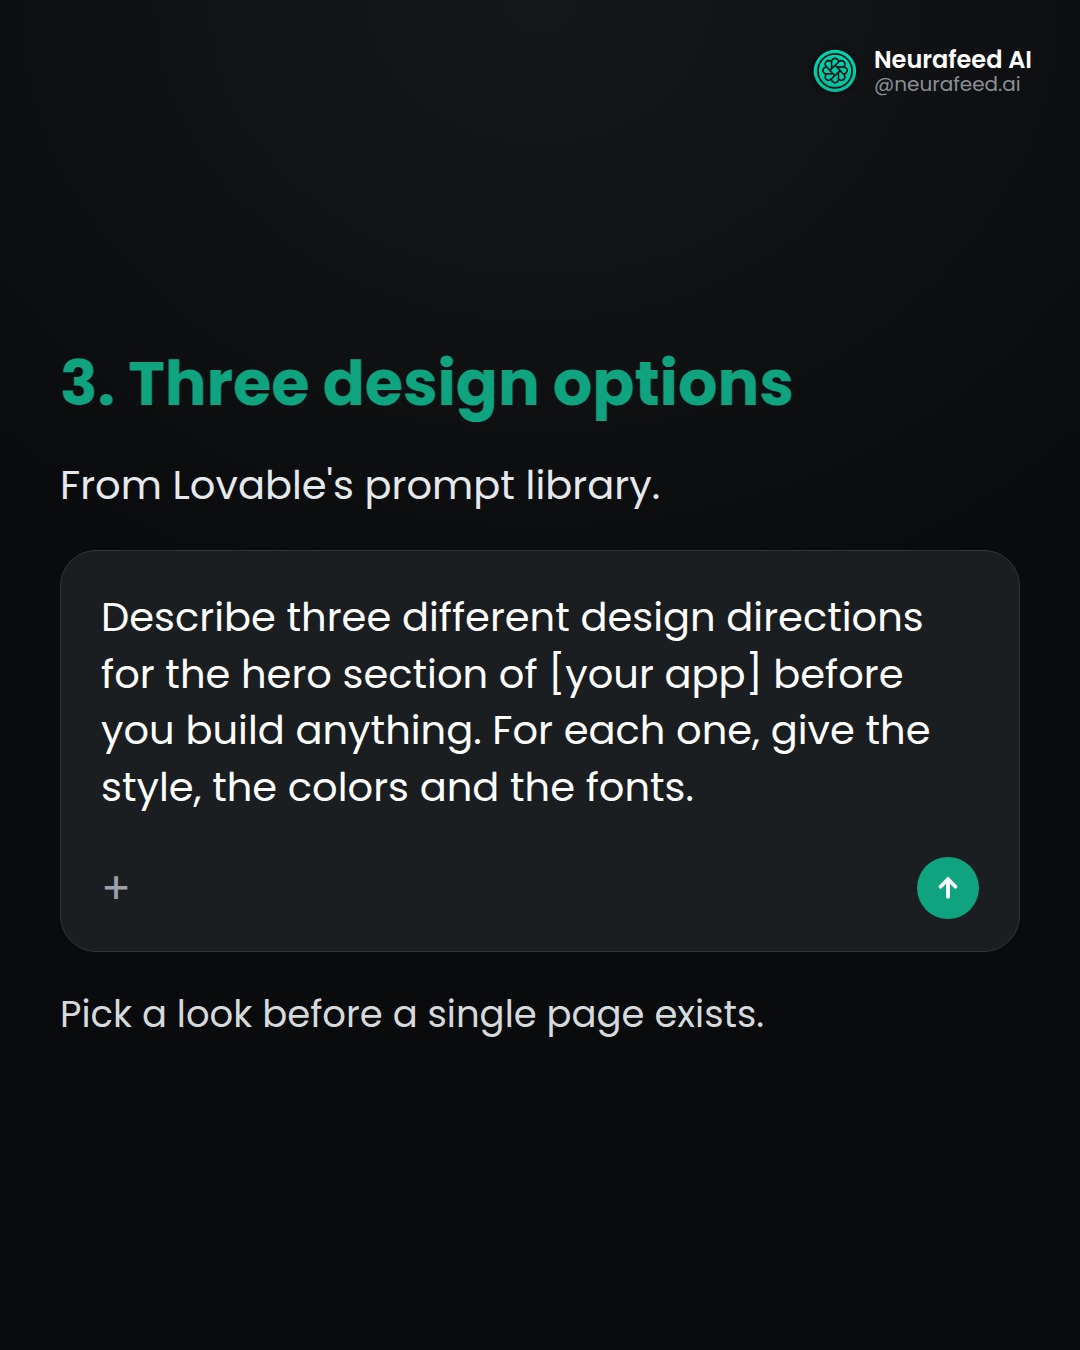 Neurafeed AI
@neurafeed.ai
3. Three design options
From Lovable's prompt library.
Describe three different design directions
for the hero section of [your app] before
you build anything. For each one, give the
style, the colors and the fonts.
+
Pick a look before a single page exists.